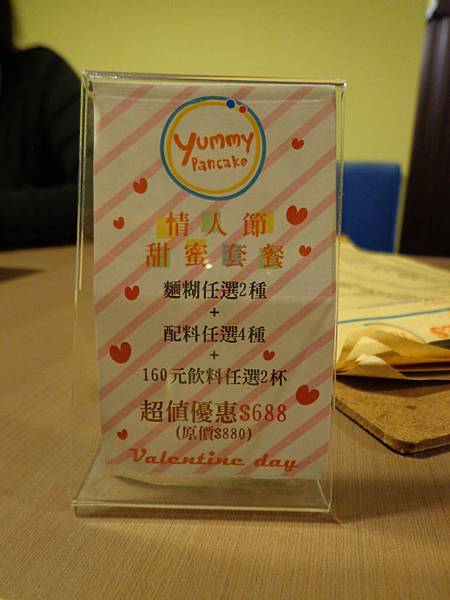 Yummy
Pancake
情人節
甜蜜套餐
麵糊任選2種
+
配料任選4種
+
160元飲料任選2杯
超值優惠$688
(原價$880)
Valentine day